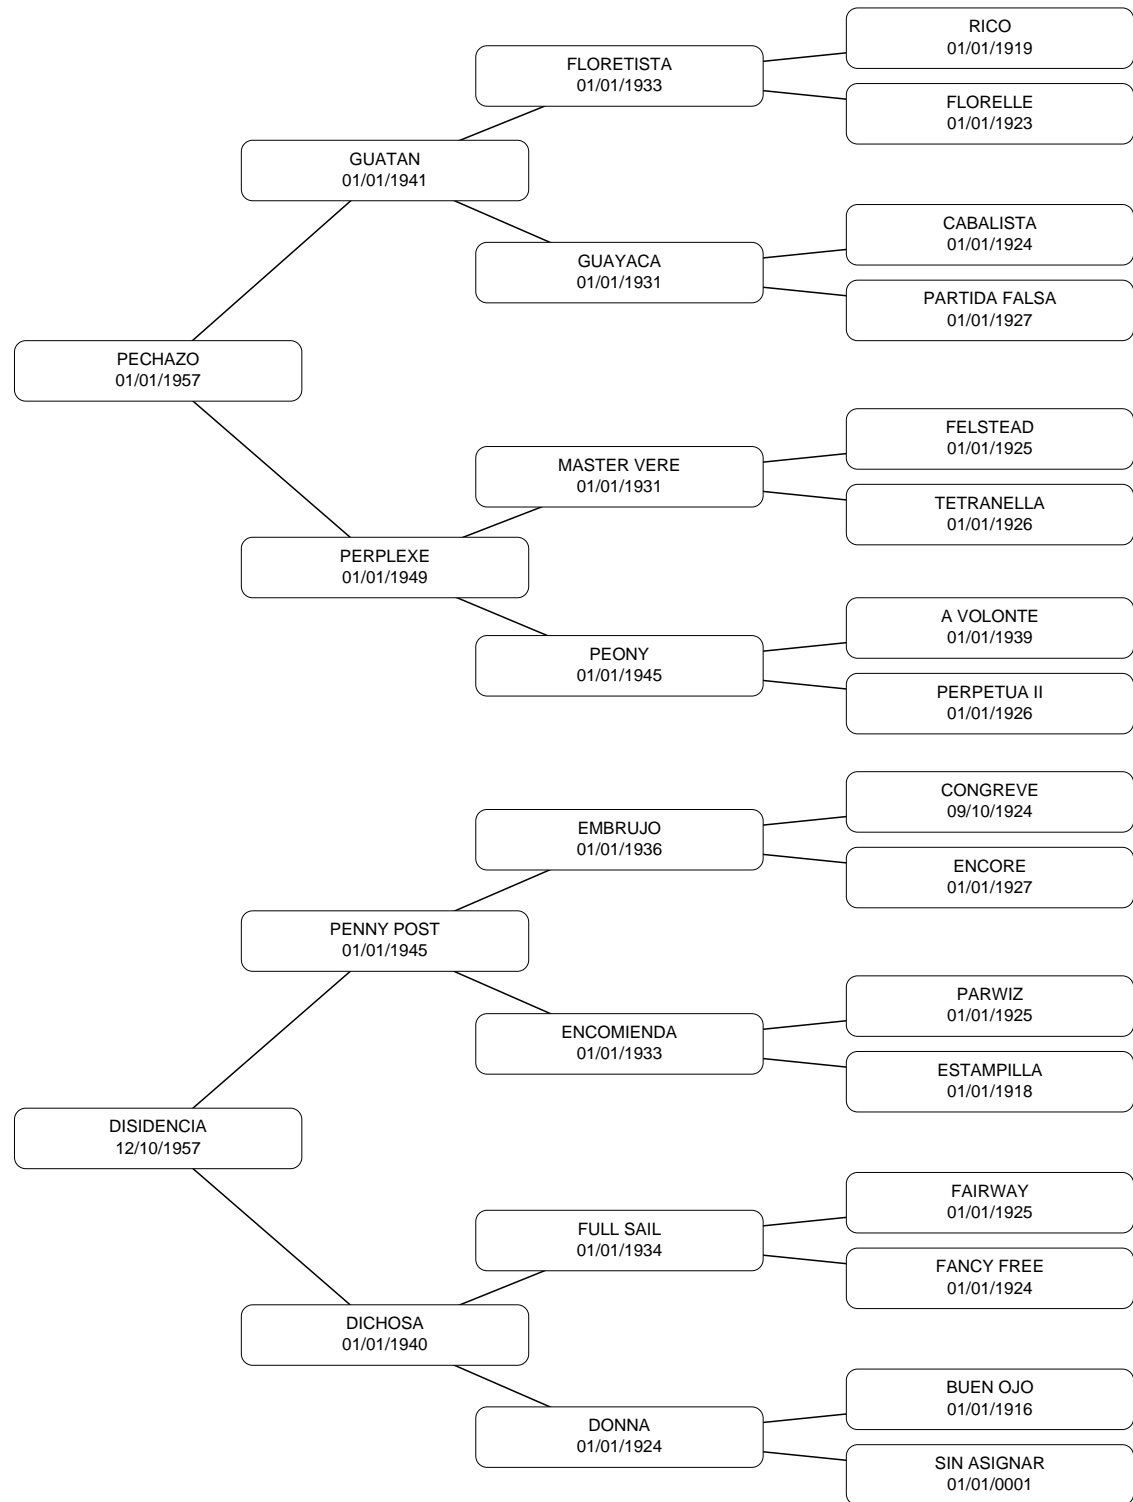 RICO
01/01/1919
FLORETISTA
01/01/1933
FLORELLE
01/01/1923
GUATAN
01/01/1941
CABALISTA
01/01/1924
GUAYACA
01/01/1931
PARTIDA FALSA
01/01/1927
PECHAZO
01/01/1957
FELSTEAD
01/01/1925
MASTER VERE
01/01/1931
TETRANELLA
01/01/1926
PERPLEXE
01/01/1949
A VOLONTE
01/01/1939
PEONY
01/01/1945
PERPETUA II
01/01/1926
CONGREVE
09/10/1924
EMBRUJO
01/01/1936
ENCORE
01/01/1927
PENNY POST
01/01/1945
PARWIZ
01/01/1925
ENCOMIENDA
01/01/1933
ESTAMPILLA
01/01/1918
DISIDENCIA
12/10/1957
FAIRWAY
01/01/1925
FULL SAIL
01/01/1934
FANCY FREE
01/01/1924
DICHOSA
01/01/1940
BUEN OJO
01/01/1916
DONNA
01/01/1924
SIN ASIGNAR
01/01/0001